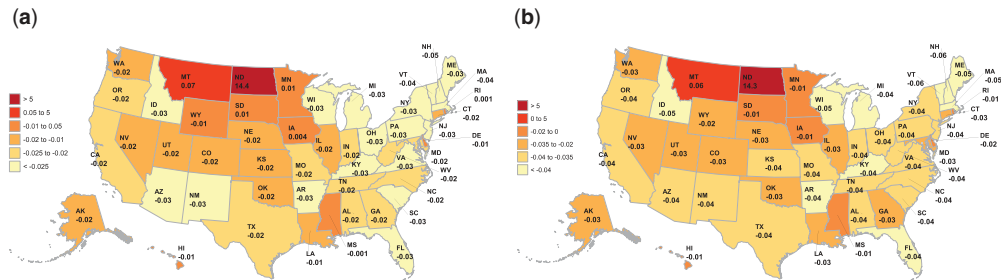 (a)
WA
-0.02
OR
-0.02
CA
-0.02
NV
-0.02
ID
-0.03
MT
0.07
WY
-0.01
UT
-0.02
CO
-0.02
AZ
-0.03
NM
-0.03
ND
14.4
SD
0.01
NE
-0.02
KS
-0.02
OK
-0.02
TX
-0.02
MN
0.01
IA
0.004
MO
-0.02
AR
-0.03
LA
-0.01
WI
-0.03
IL
-0.02
MI
-0.03
IN
-0.02
OH
-0.03
KY
-0.03
TN
-0.02
MS
-0.001
AL
-0.02
GA
-0.02
FL
-0.03
SC
-0.03
NC
-0.02
VA
-0.03
WV
-0.02
MD
-0.02
DE
-0.01
NJ
-0.03
PA
-0.03
NY
-0.03
CT
-0.02
RI
0.001
MA
-0.04
VT
-0.04
NH
-0.05
ME
-0.03
AK
-0.02
HI
-0.01
> 5
0.05 to 5
-0.01 to 0.05
-0.02 to -0.01
-0.025 to -0.02
< -0.025
(b)
WA
-0.03
OR
-0.04
CA
-0.04
NV
-0.03
ID
-0.05
MT
0.06
WY
-0.02
UT
-0.03
CO
-0.03
AZ
-0.04
NM
-0.04
ND
14.3
SD
-0.01
NE
-0.03
KS
-0.04
OK
-0.03
TX
-0.04
MN
-0.01
IA
-0.01
MO
-0.04
AR
-0.04
LA
-0.03
WI
-0.05
IL
-0.03
MI
-0.04
IN
-0.04
OH
-0.04
KY
-0.04
TN
-0.04
MS
-0.02
AL
-0.04
GA
-0.03
FL
-0.04
SC
-0.04
NC
-0.04
VA
-0.04
WV
-0.04
MD
-0.02
DE
-0.02
NJ
-0.04
PA
-0.04
NY
-0.04
CT
-0.04
RI
-0.01
MA
-0.05
VT
-0.06
NH
-0.06
ME
-0.05
AK
-0.03
HI
-0.03
> 5
0 to 5
-0.02 to 0
-0.035 to -0.02
-0.04 to -0.035
< -0.04